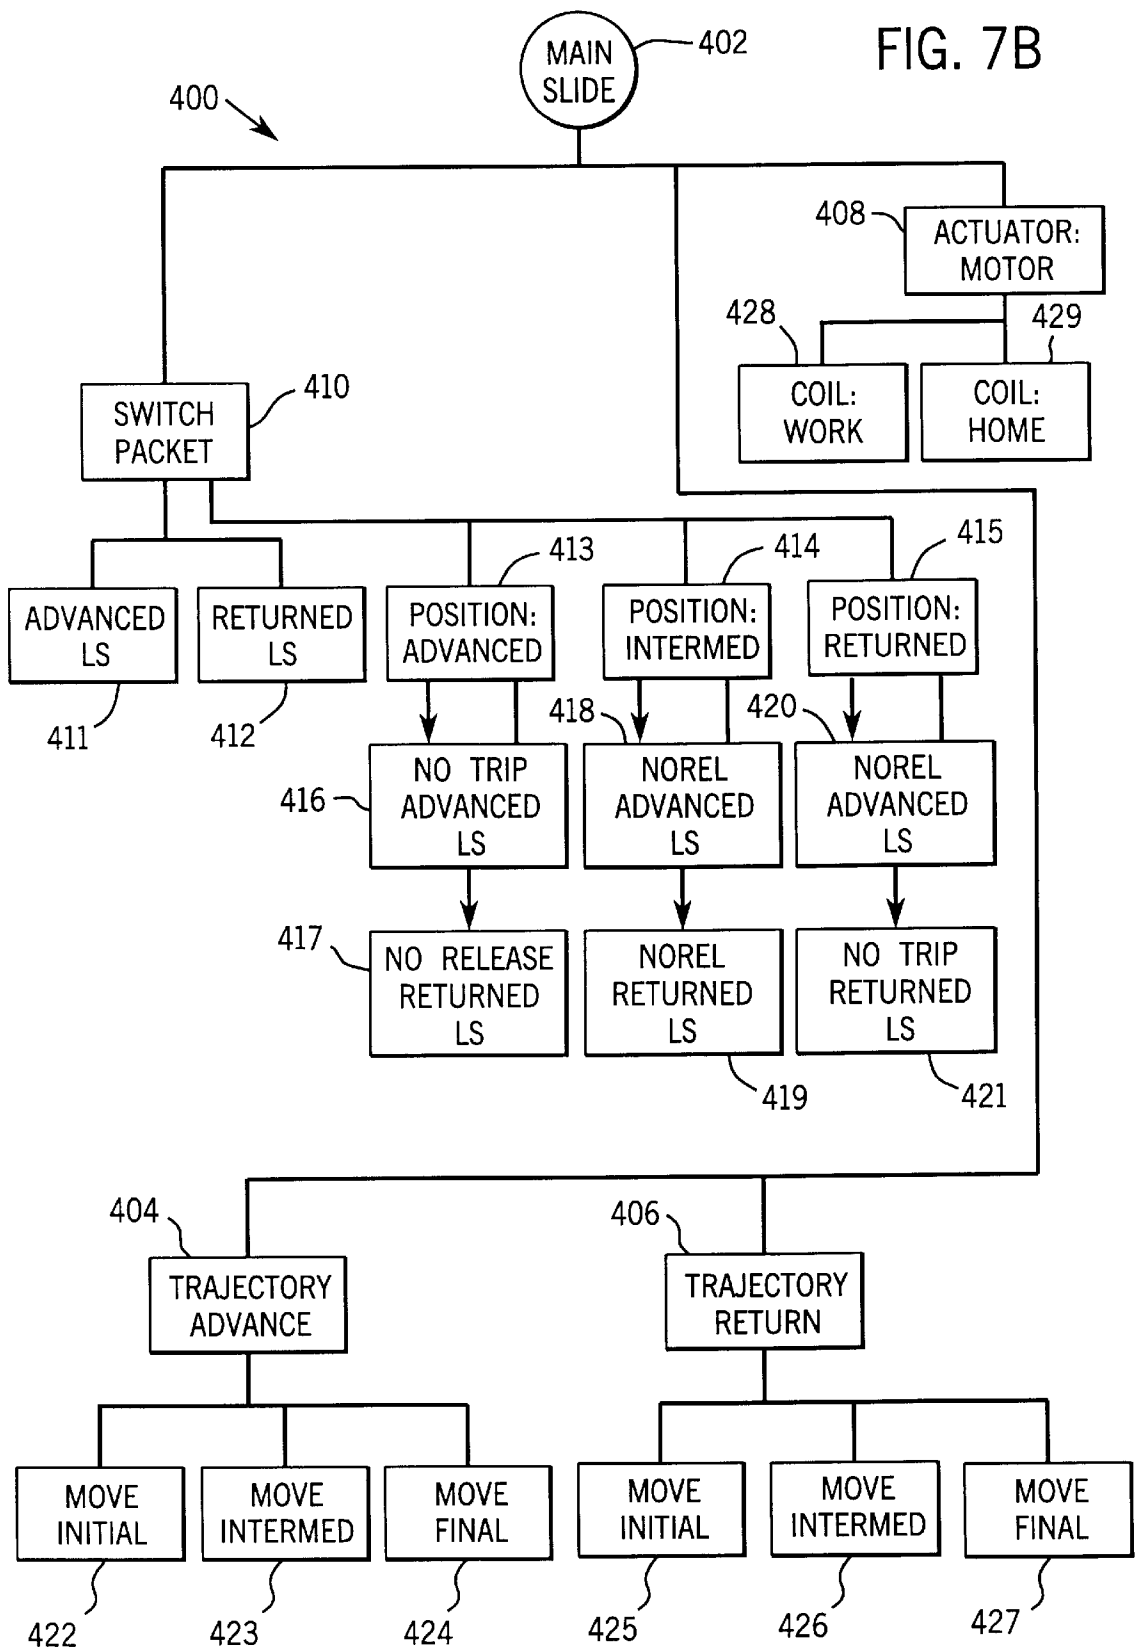 FIG. 7B
MAIN
SLIDE
402
400
408
ACTUATOR:
MOTOR
428
429
COIL:
WORK
COIL:
HOME
410
SWITCH
PACKET
413
414
415
ADVANCED
LS
411
RETURNED
LS
412
POSITION:
ADVANCED
POSITION:
INTERMED
POSITION:
RETURNED
418
420
416
NO TRIP
ADVANCED
LS
NOREL
ADVANCED
LS
NOREL
ADVANCED
LS
417
NO RELEASE
RETURNED
LS
NOREL
RETURNED
LS
419
NO TRIP
RETURNED
LS
421
404
TRAJECTORY
ADVANCE
406
TRAJECTORY
RETURN
MOVE
INITIAL
422
MOVE
INTERMED
423
MOVE
FINAL
424
MOVE
INITIAL
425
MOVE
INTERMED
426
MOVE
FINAL
427